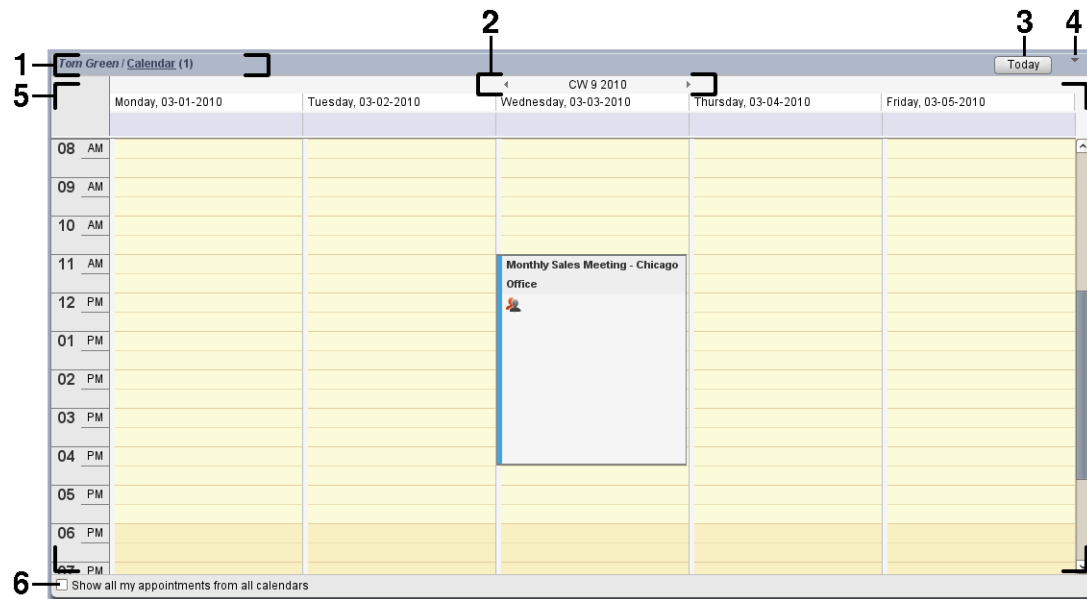 2
3
4
1
Tom Green / Calendar (1)
Today
5
CW 9 2010
Monday, 03-01-2010
Tuesday, 03-02-2010
Wednesday, 03-03-2010
Thursday, 03-04-2010
Friday, 03-05-2010
08 AM
09 AM
10 AM
11 AM
Monthly Sales Meeting - Chicago
Office
12 PM
01 PM
02 PM
03 PM
04 PM
05 PM
06 PM
07 PM
6
Show all my appointments from all calendars